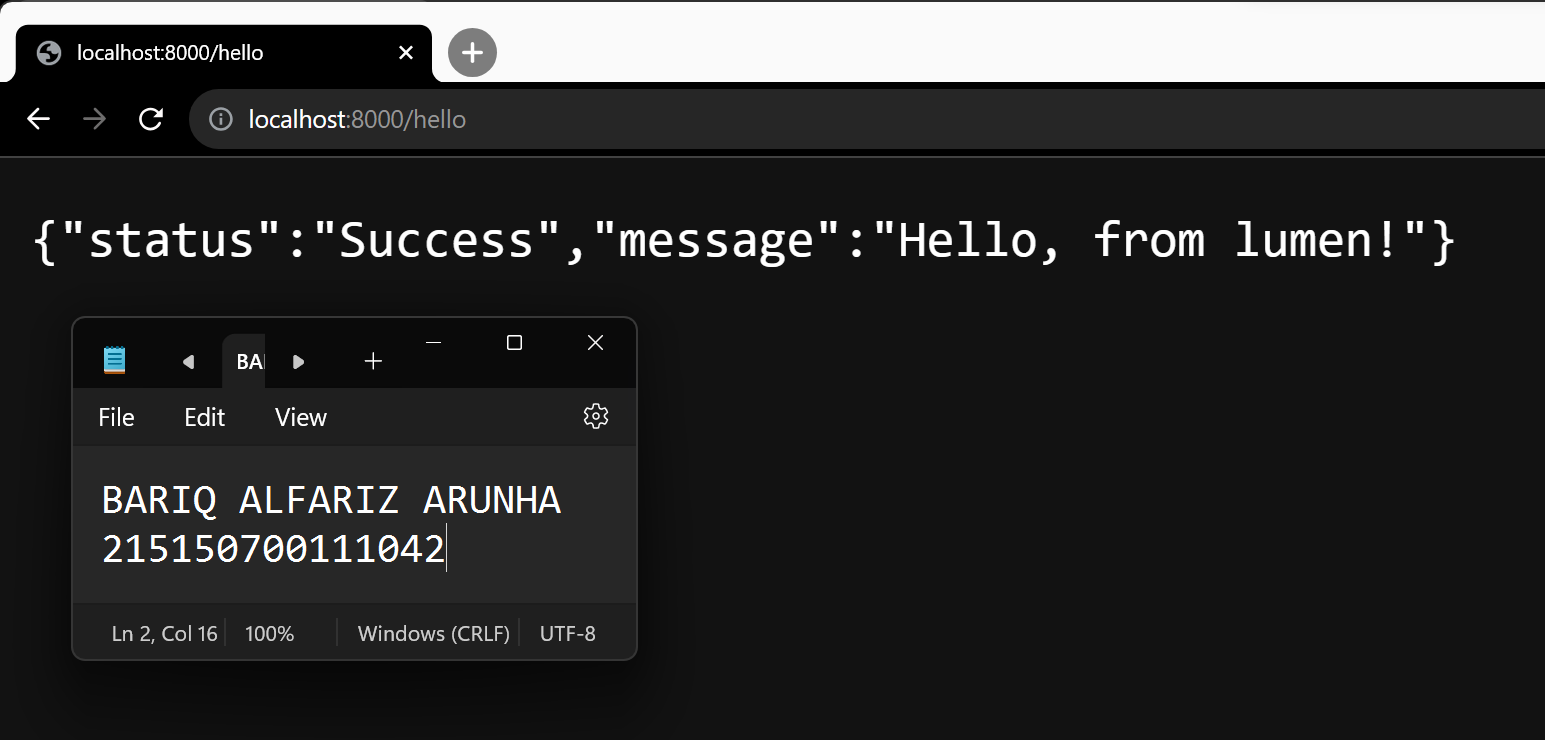 localhost:8000/hello
localhost:8000/hello
{"status":"Success","message":"Hello, from lumen!"}
BA
File Edit View
BARIQ ALFARIZ ARUNHA
215150700111042
Ln 2, Col 16 100% Windows (CRLF) UTF-8